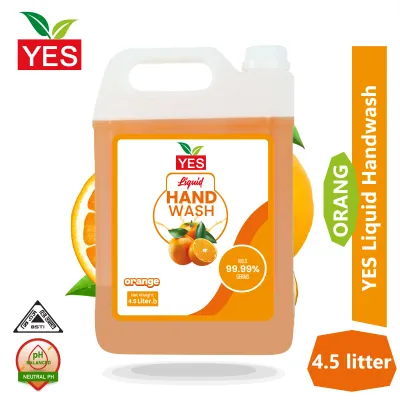 YES
YES
Liquid
HAND
WASH
orange
Net Weight
4.5 Liter.
99.99%
GERMS
BSTI
pH
BALANCED
NEUTRAL PH
ORANG
YES Liquid Handwash
4.5 litter